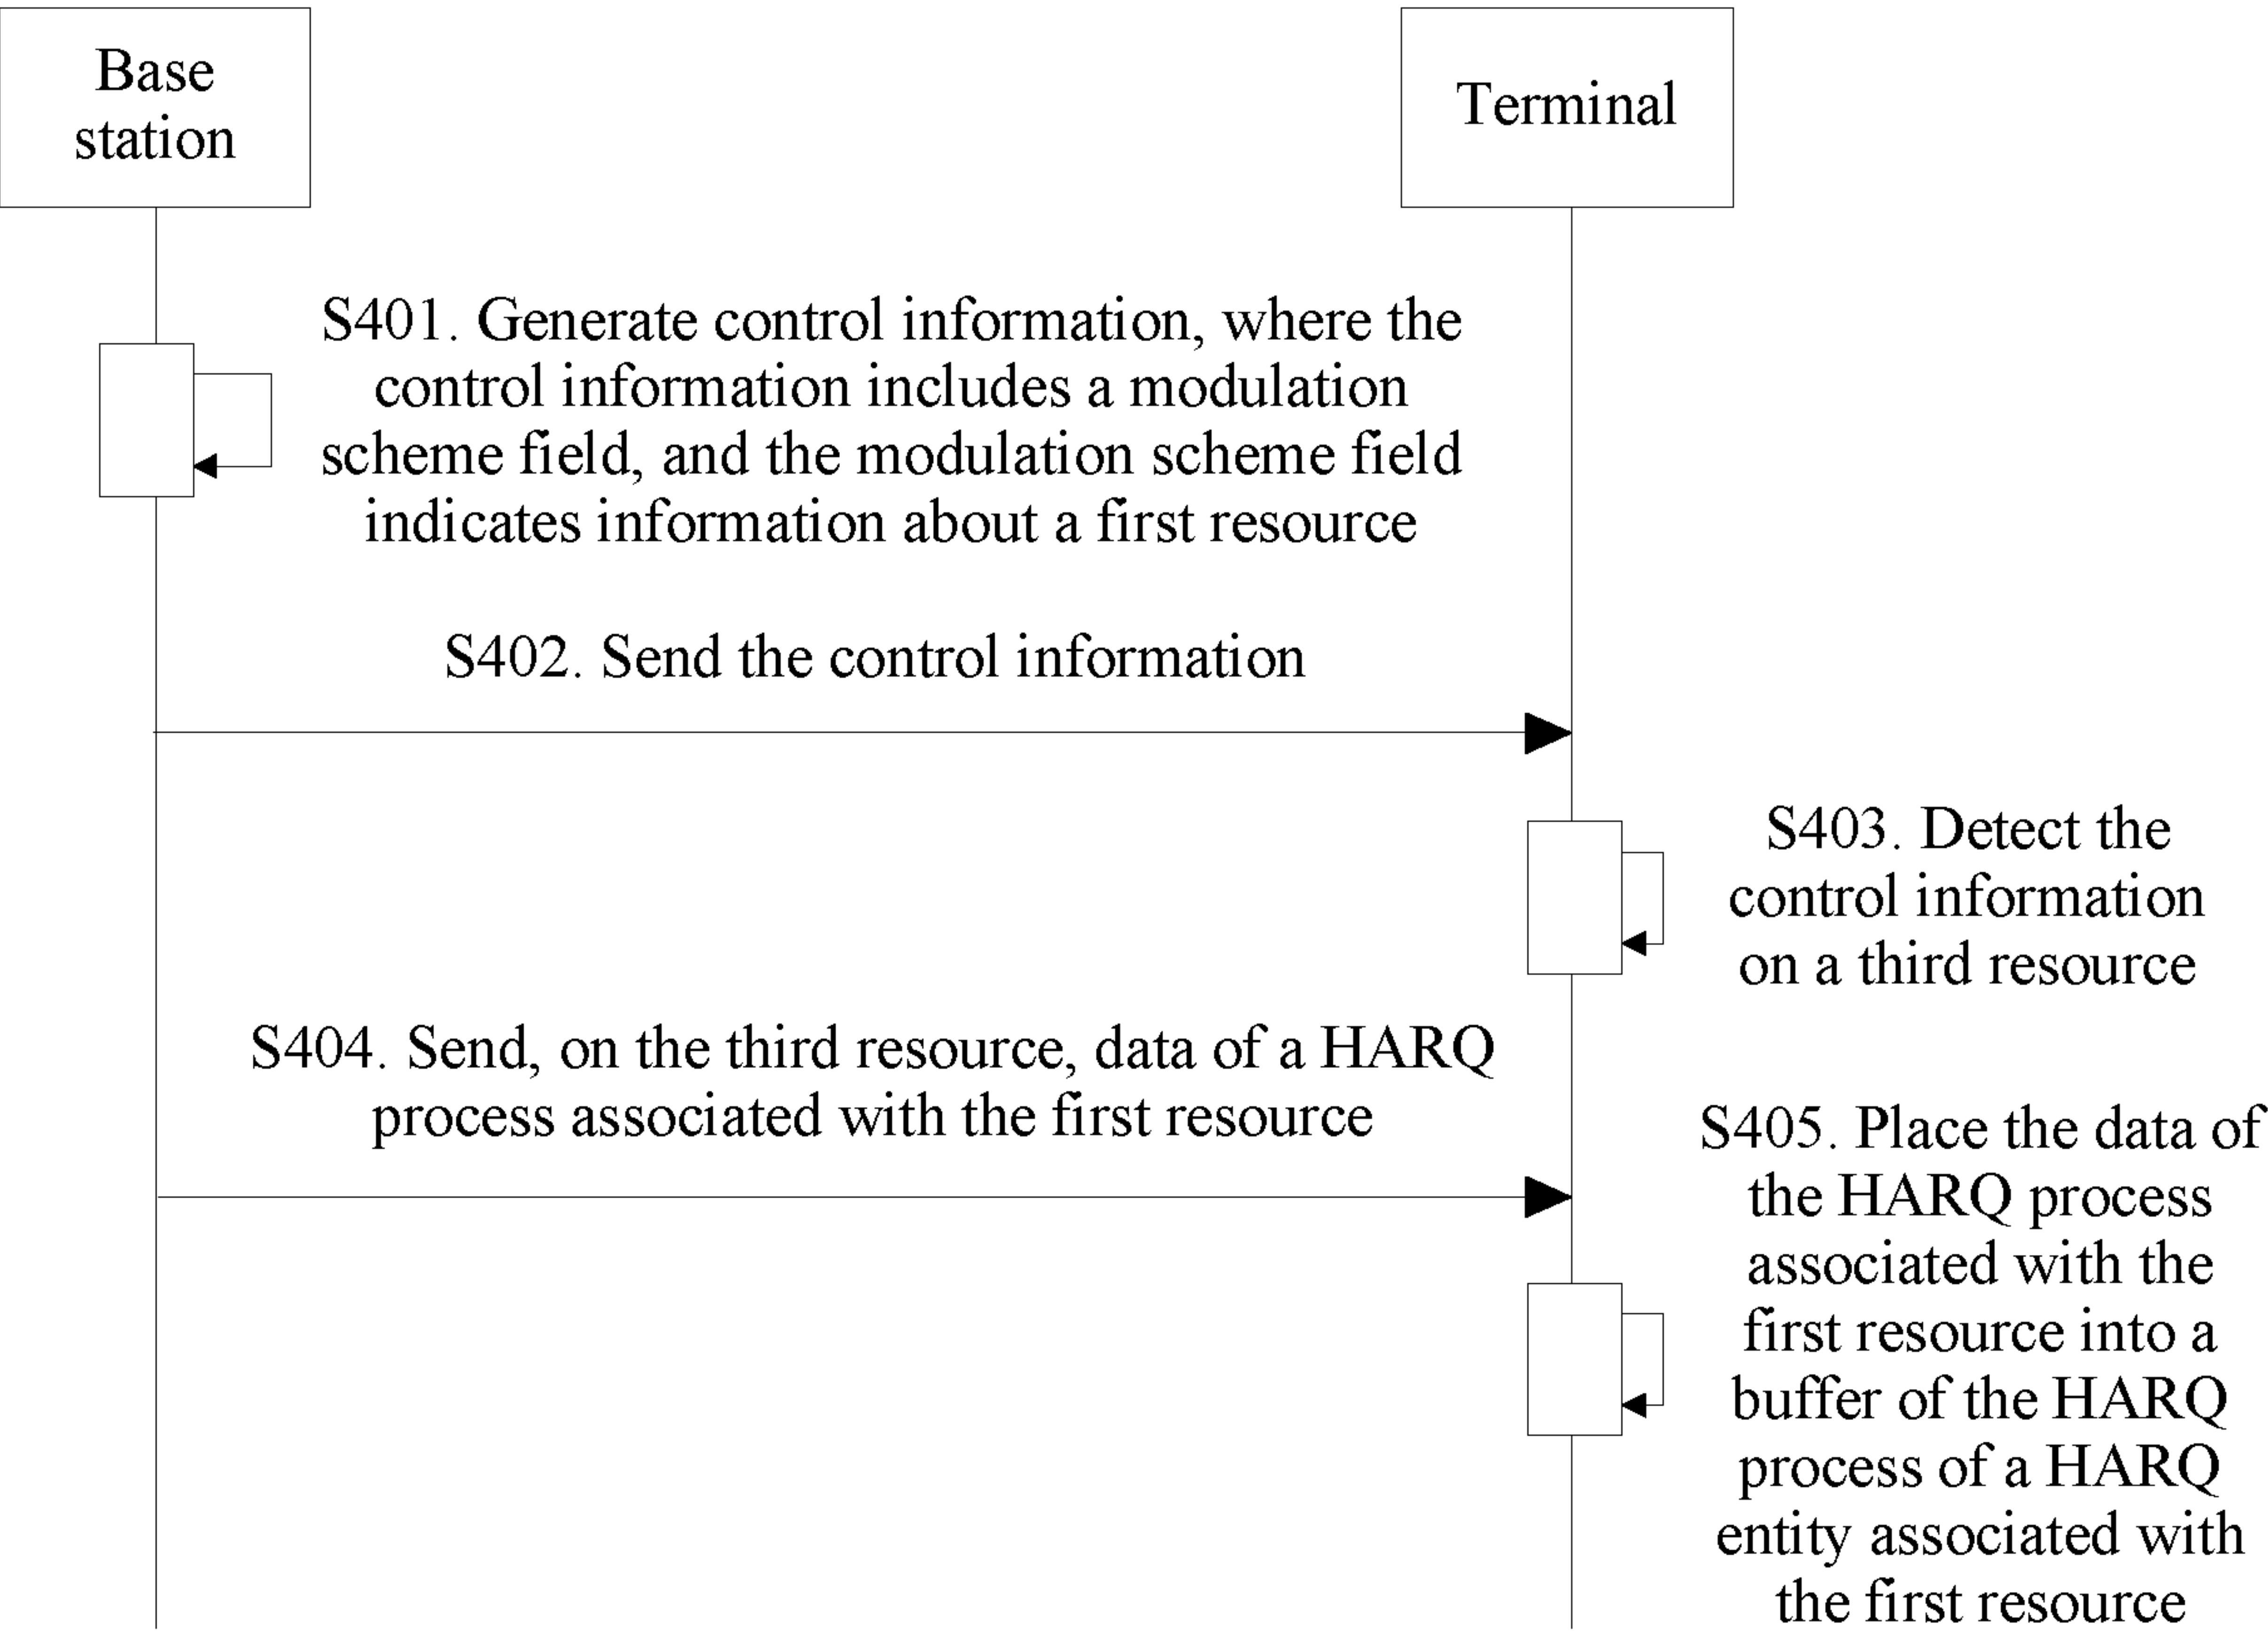 Base
station
Terminal
S401. Generate control information, where the
control information includes a modulation
scheme field, and the modulation scheme field
indicates information about a first resource
S402. Send the control information
S403. Detect the
control information
on a third resource
S404. Send, on the third resource, data of a HARQ
process associated with the first resource
S405. Place the data of
the HARQ process
associated with the
first resource into a
buffer of the HARQ
process of a HARQ
entity associated with
the first resource